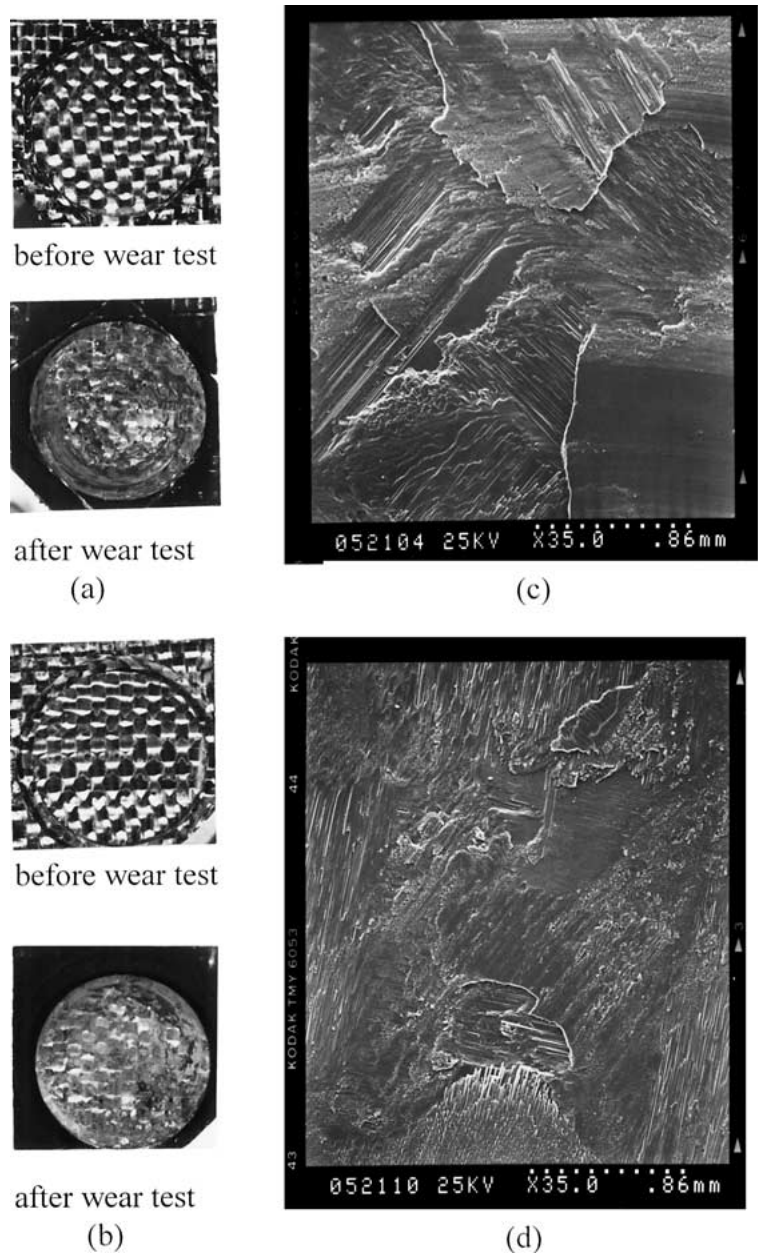 before wear test
after wear test
(a)
052104 25KV X35.0 .86mm
(c)
before wear test
after wear test
(b)
KODAK
44
KODAK TMY 6053
43
3
052110 25KV X35.0 .86mm
(d)